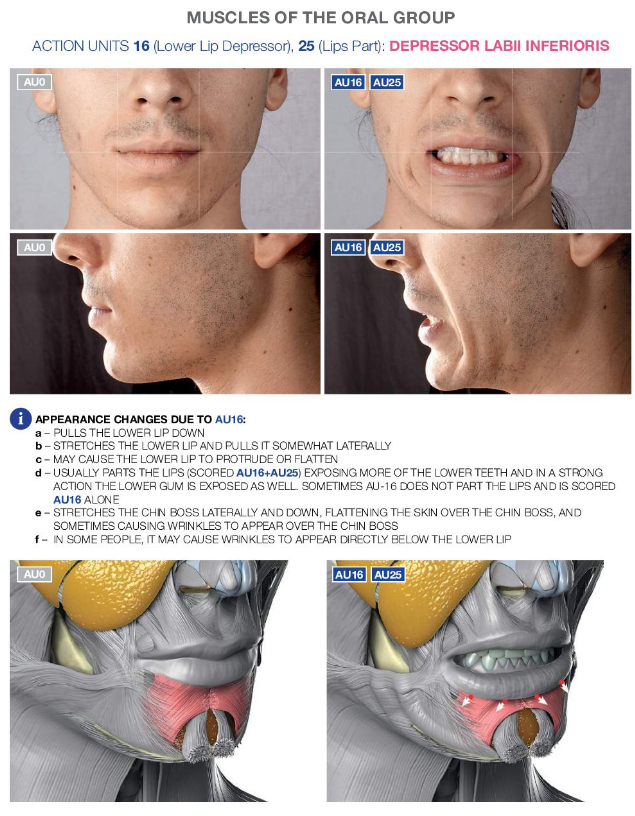 MUSCLES OF THE ORAL GROUP
ACTION UNITS 16 (Lower Lip Depressor), 25 (Lips Part): DEPRESSOR LABII INFERIORIS
AU0
AU16 AU25
AU0
AU16 AU25
i APPEARANCE CHANGES DUE TO AU16:
a – PULLS THE LOWER LIP DOWN
b – STRETCHES THE LOWER LIP AND PULLS IT SOMEWHAT LATERALLY
c – MAY CAUSE THE LOWER LIP TO PROTRUDE OR FLATTEN
d – USUALLY PARTS THE LIPS (SCORED AU16+AU25) EXPOSING MORE OF THE LOWER TEETH AND IN A STRONG
ACTION THE LOWER GUM IS EXPOSED AS WELL. SOMETIMES AU-16 DOES NOT PART THE LIPS AND IS SCORED
AU16 ALONE
e – STRETCHES THE CHIN BOSS LATERALLY AND DOWN, FLATTENING THE SKIN OVER THE CHIN BOSS, AND
SOMETIMES CAUSING WRINKLES TO APPEAR OVER THE CHIN BOSS
f – IN SOME PEOPLE, IT MAY CAUSE WRINKLES TO APPEAR DIRECTLY BELOW THE LOWER LIP
AU0
AU16 AU25